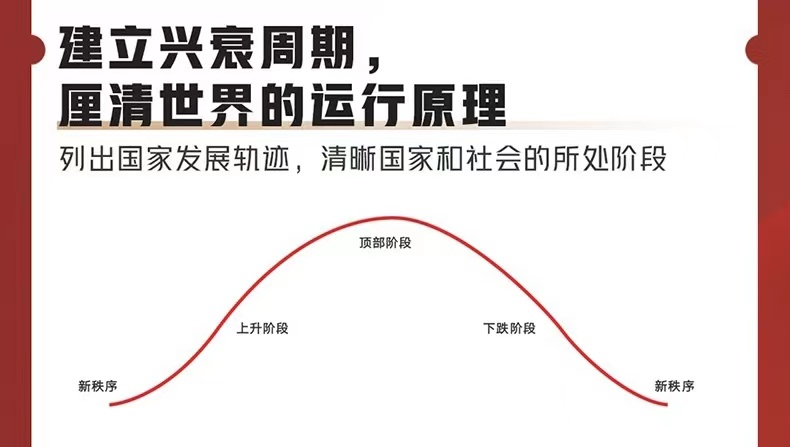 建立兴衰周期，
厘清世界的运行原理
列出国家发展轨迹，清晰国家和社会的所处阶段
顶部阶段
上升阶段
下跌阶段
新秩序
新秩序